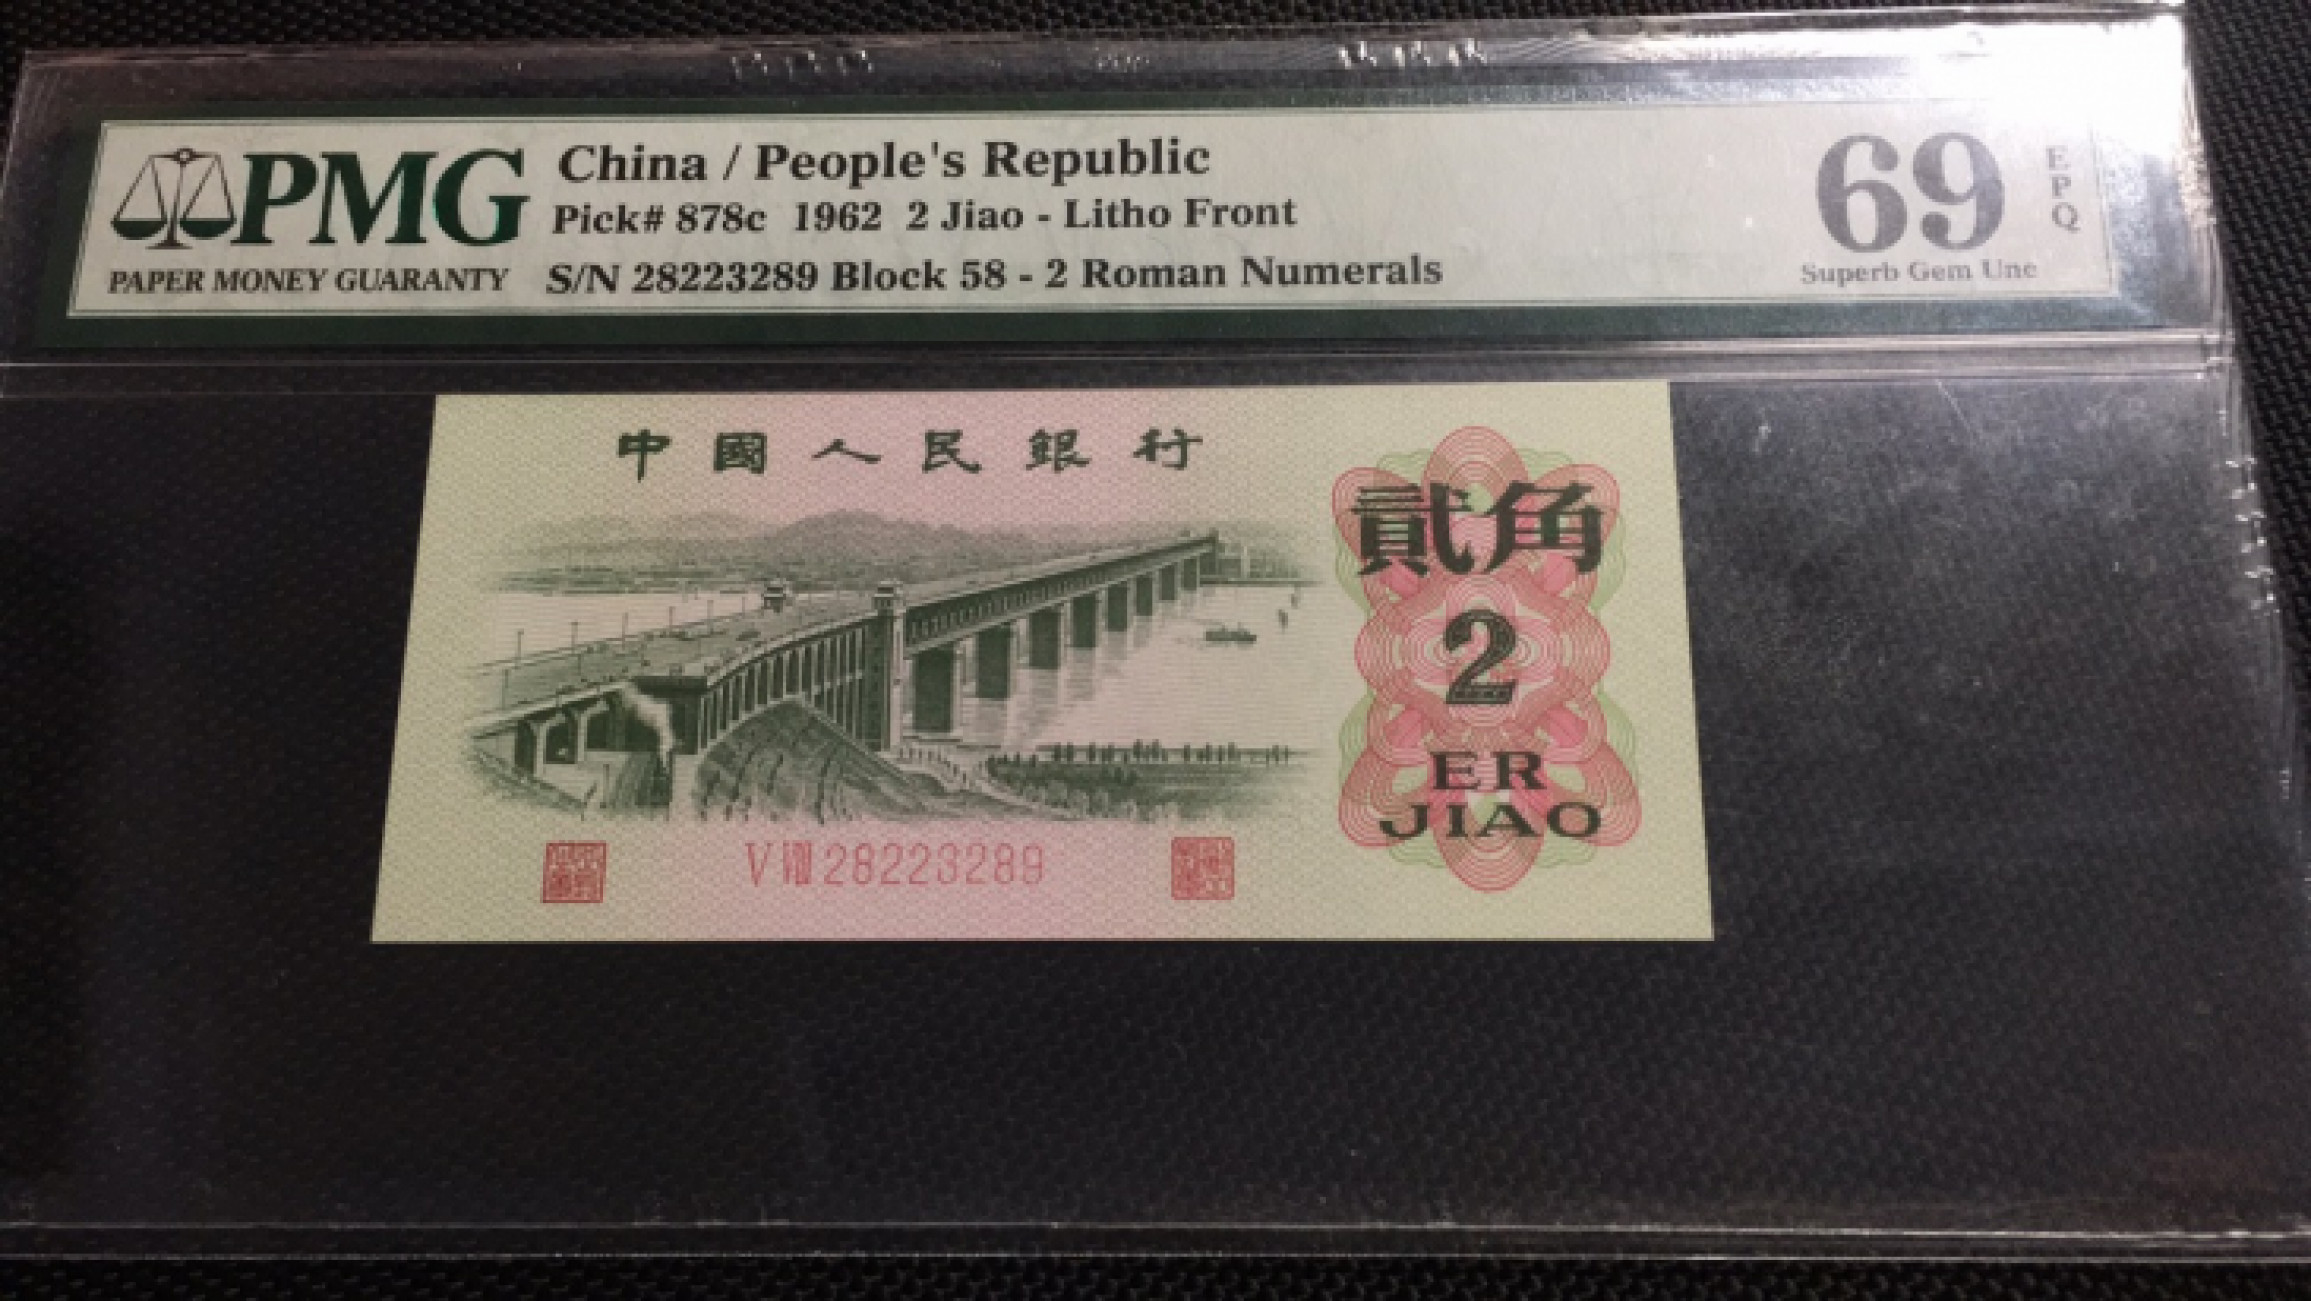 PMG
PAPER MONEY GUARANTY
China / People's Republic
Pick# 878c 1962 2 Jiao - Litho Front
S/N 28223289 Block 58 - 2 Roman Numerals
69
EPQ
Superb Gem Unc
中國人民銀行
貳角
2
ER
JIAO
V VIII 28223289